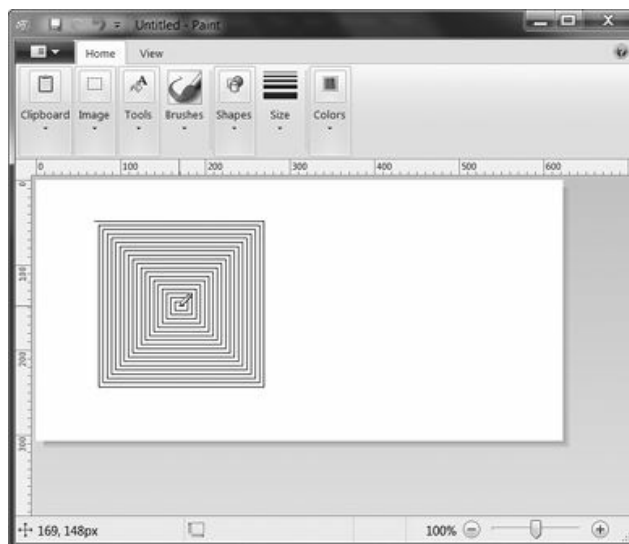 Untitled - Paint
Home View
Clipboard Image Tools Brushes Shapes Size Colors
0 100 200 300 400 500 600
0
100
200
300
169, 148px 100%